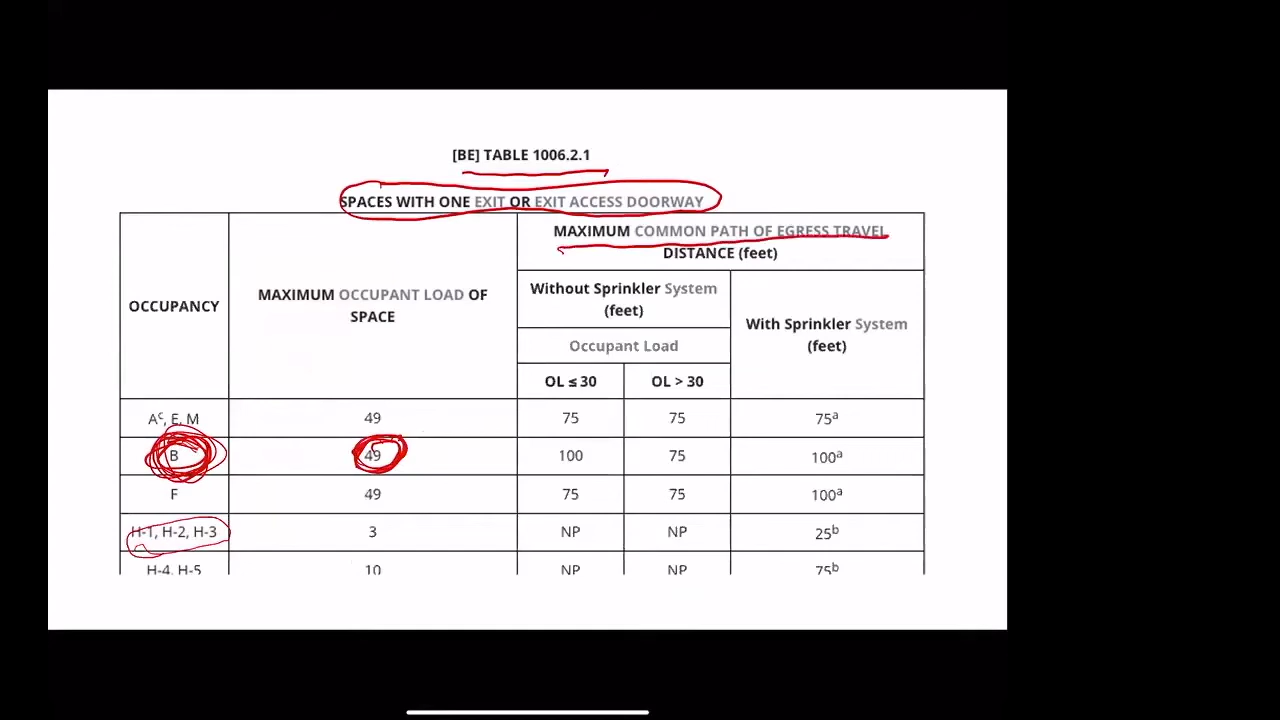 [BE] TABLE 1006.2.1
SPACES WITH ONE EXIT OR EXIT ACCESS DOORWAY
OCCUPANCY
MAXIMUM OCCUPANT LOAD OF
SPACE
MAXIMUM COMMON PATH OF EGRESS TRAVEL
DISTANCE (feet)
Without Sprinkler System
(feet)
With Sprinkler System
(feet)
Occupant Load
OL ≤ 30 OL > 30
Aᶜ, E, M 49 75 75 75ᵃ
B 49 100 75 100ᵃ
F 49 75 75 100ᵃ
H-1, H-2, H-3 3 NP NP 25ᵇ
H-4, H-5 10 NP NP 75ᵇ